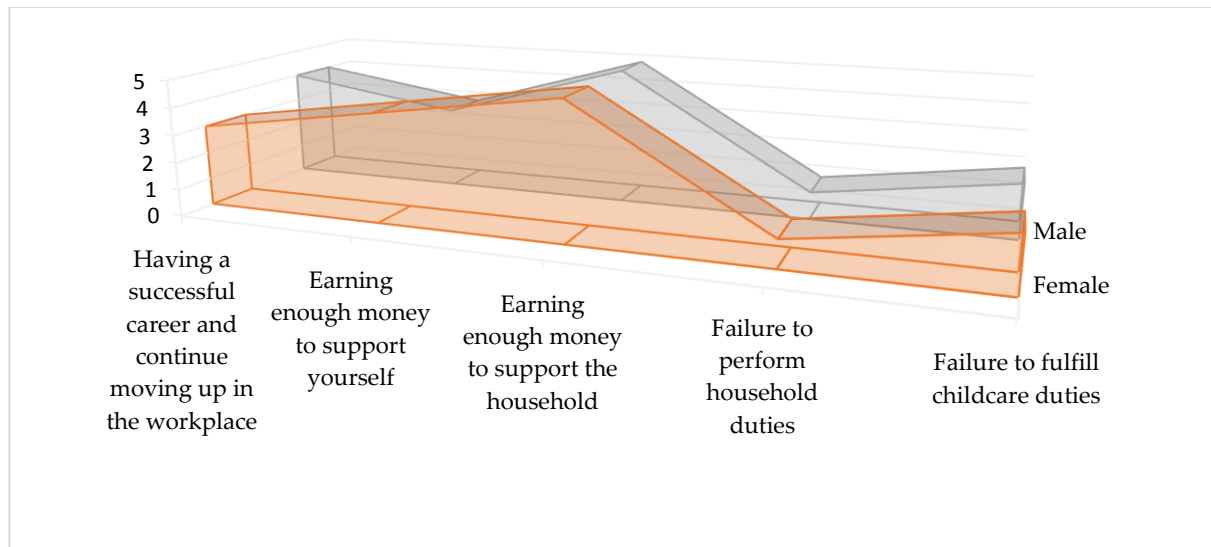 5
4
3
2
1
0
Having a
successful
career and
continue
moving up in
the workplace
Earning
enough money
to support
yourself
Earning
enough money
to support the
household
Failure to
perform
household
duties
Failure to fulfill
childcare duties
Male
Female